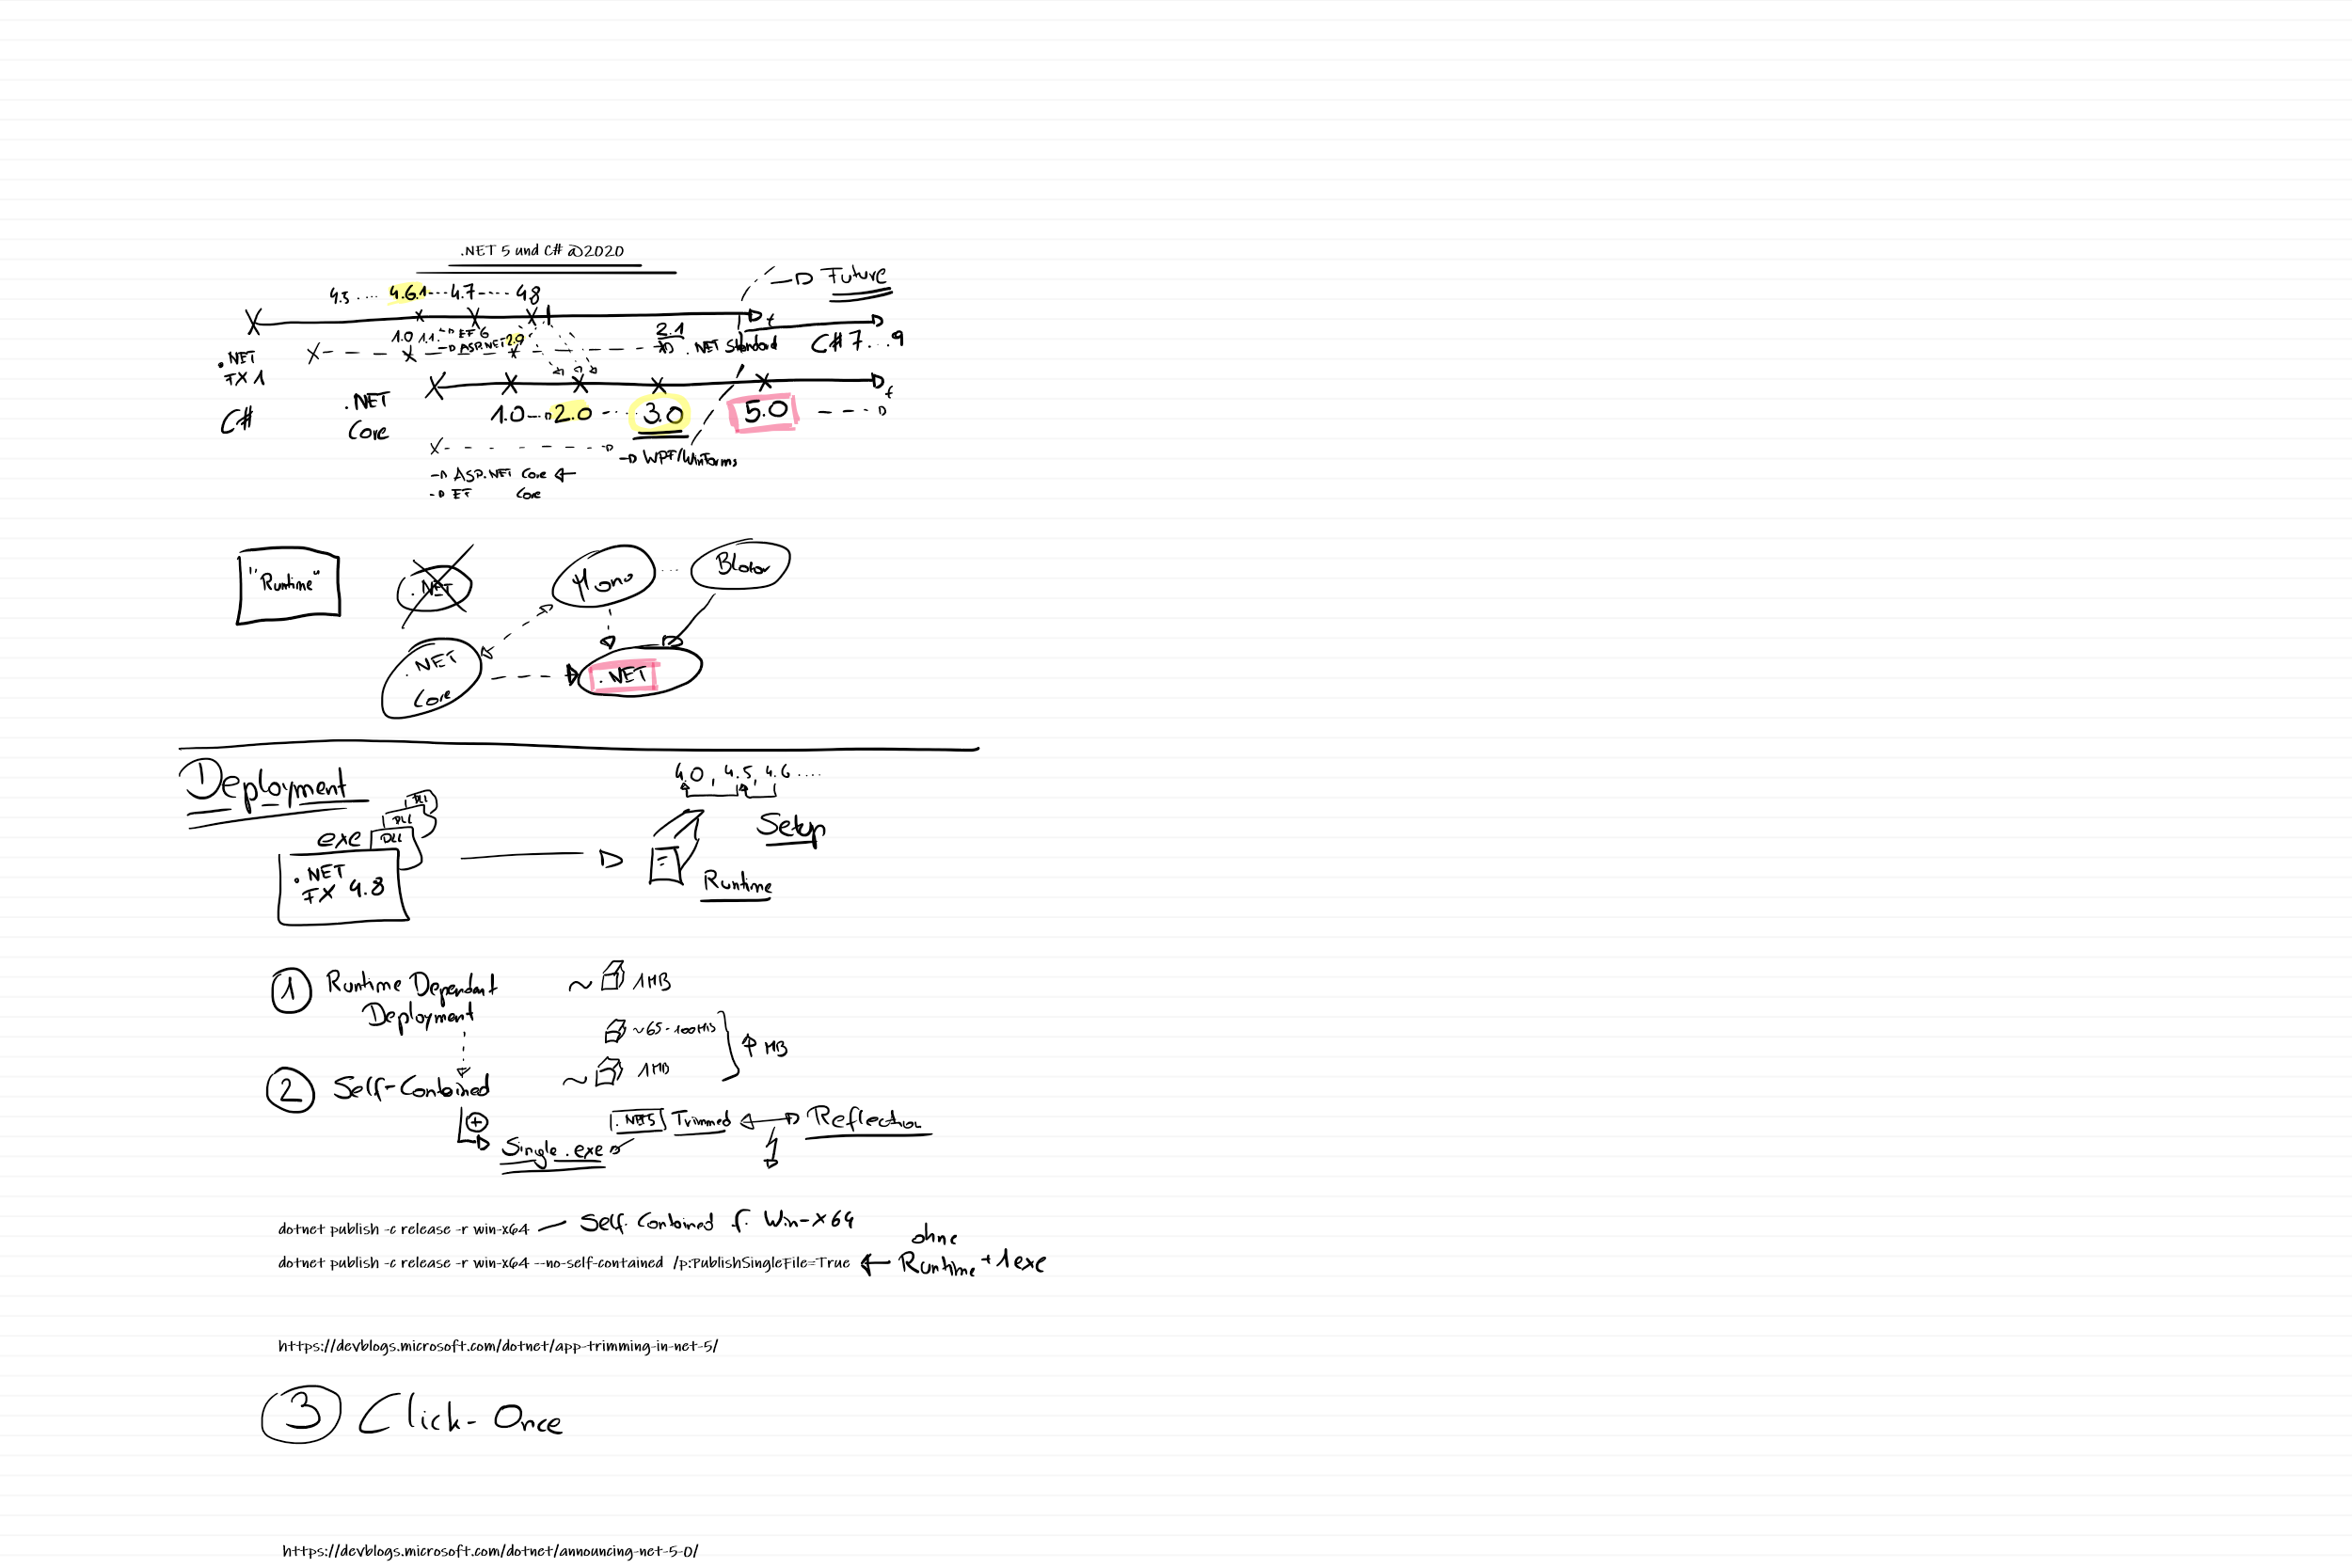 .NET 5 und C# @2020
Future
4.5 .... 4.6.1 --- 4.7 ---- 4.8
t
1.0 1.1. EF 6
ASP.NET 2.0
2.1
.NET Standard
C# 7...9
.NET
FX 1
C#
.NET
Core
t
1.0 -- 2.0 -- ... 3.0
5.0
WPF/WinForms
ASP.NET Core
EF Core
"Runtime"
.NET
Mono
...
Blazor
.NET
Core
.NET
Deployment
4.0, 4.5, 4.6 ....
DLL
DLL
exe DLL
Setup
.NET
FX 4.8
Runtime
1 Runtime Dependant
Deployment
~ 1MB
~65-100MB
MB
2 Self-Contained
~ 1MB
+
.NET5 Trimmed
Reflection
Single.exe
dotnet publish -c release -r win-x64 — Self Contained f. Win-x64
dotnet publish -c release -r win-x64 --no-self-contained /p:PublishSingleFile=True
ohne
Runtime + 1 exe
https://devblogs.microsoft.com/dotnet/app-trimming-in-net-5/
3 Click-Once
https://devblogs.microsoft.com/dotnet/announcing-net-5-0/